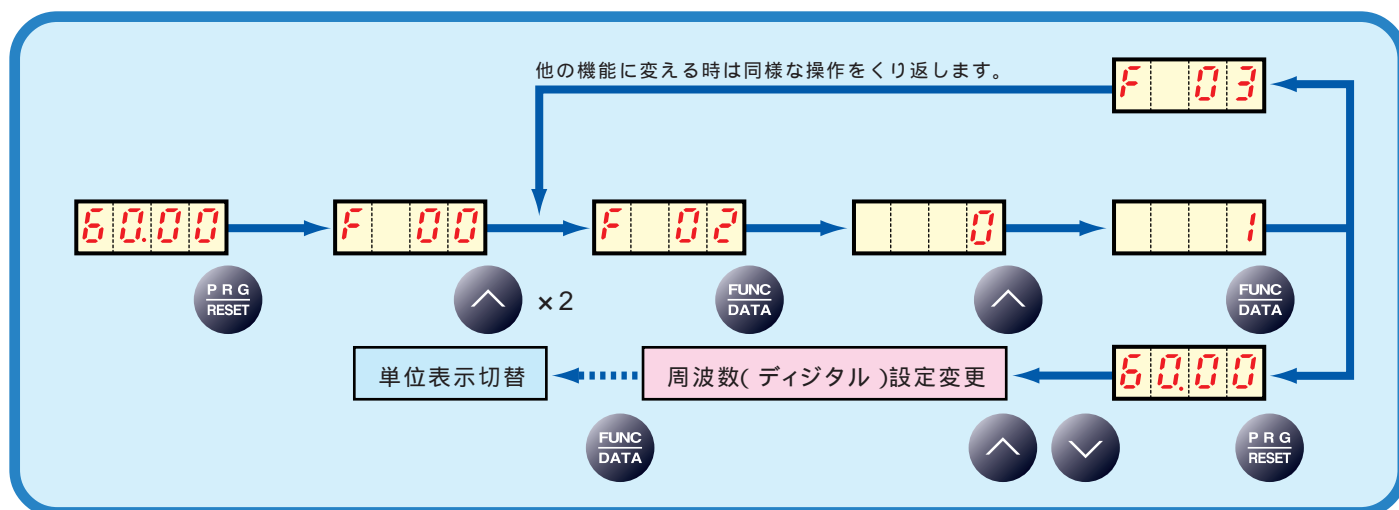 他の機能に変える時は同様な操作をくり返します。
F 03
60.00
F 00
F 02
0
1
PRG
RESET
×2
FUNC
DATA
FUNC
DATA
単位表示切替
周波数(ディジタル)設定変更
60.00
FUNC
DATA
PRG
RESET